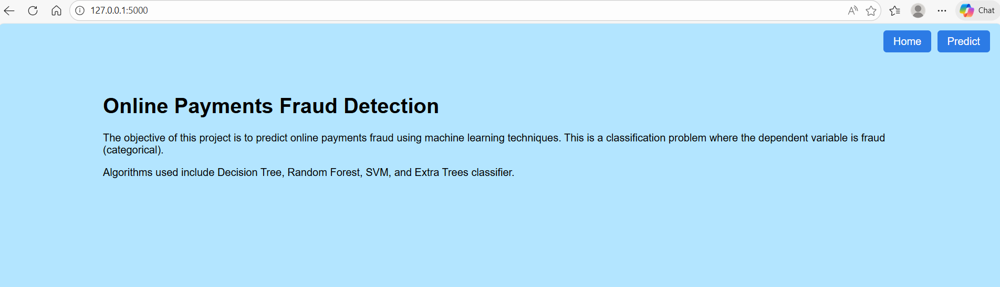 127.0.0.1:5000
Chat
Home
Predict
Online Payments Fraud Detection
The objective of this project is to predict online payments fraud using machine learning techniques. This is a classification problem where the dependent variable is fraud
(categorical).
Algorithms used include Decision Tree, Random Forest, SVM, and Extra Trees classifier.